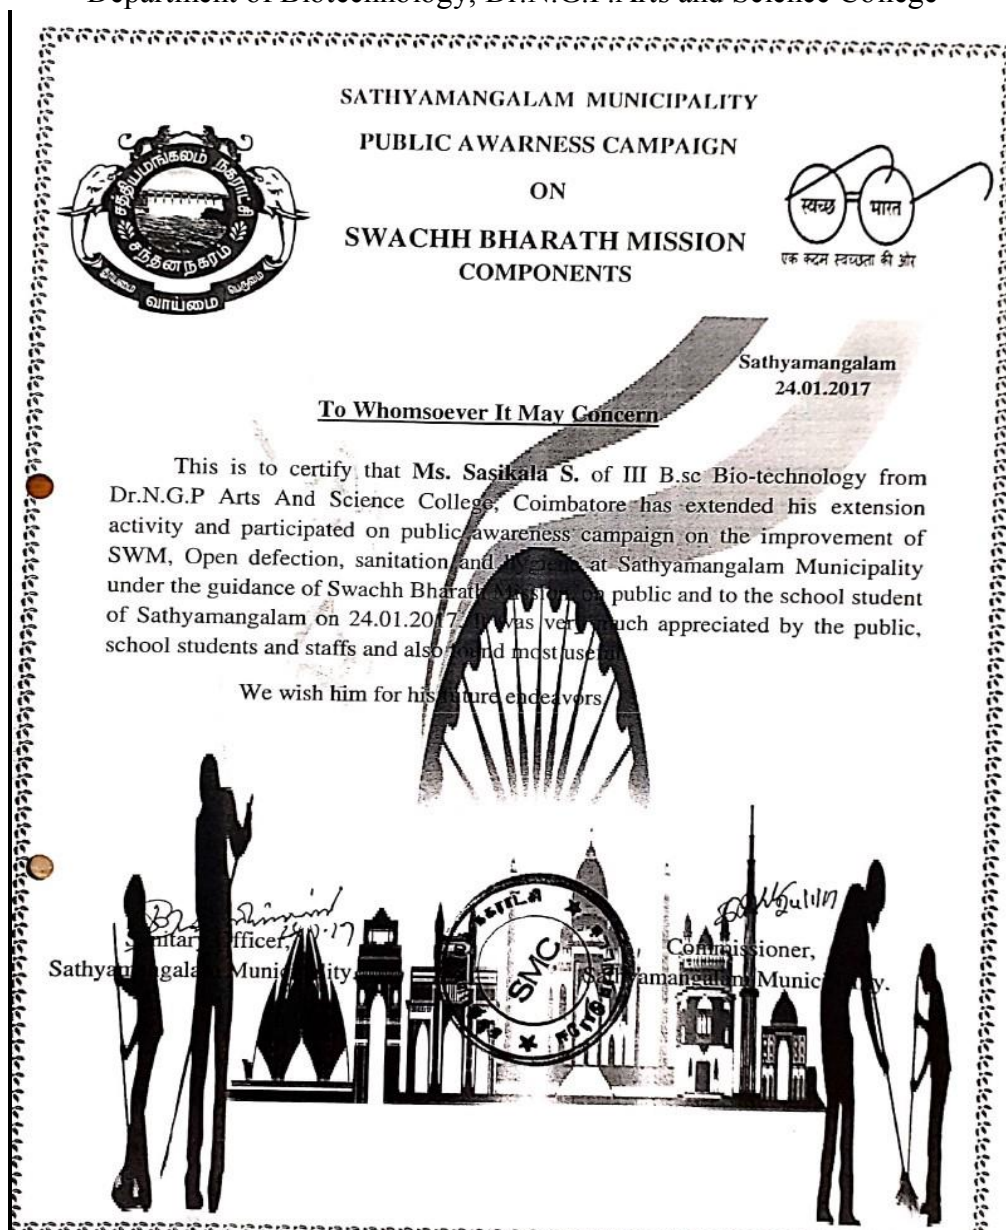 Department of Biotechnology, Dr.N.G.P.Arts and Science College
SATHYAMANGALAM MUNICIPALITY
PUBLIC AWARNESS CAMPAIGN
ON
SWACHH BHARATH MISSION
COMPONENTS
சத்தியமங்கலம் நகராட்சி
சந்தனநகரம்
தூய்மை வாய்மை பெருமை
स्वच्छ भारत
एक कदम स्वच्छता की ओर
Sathyamangalam
24.01.2017
To Whomsoever It May Concern
This is to certify that Ms. Sasikala S. of III B.sc Bio-technology from
Dr.N.G.P Arts And Science College, Coimbatore has extended his extension
activity and participated on public awareness campaign on the improvement of
SWM, Open defection, sanitation and hygiene at Sathyamangalam Municipality
under the guidance of Swachh Bharath Mission on public and to the school student
of Sathyamangalam on 24.01.2017. It was very much appreciated by the public,
school students and staffs and also found most useful
We wish him for his future endeavors
Sanitary Officer,
Sathyamangalam Municipality.
SMC
Commissioner,
Sathyamangalam Municipality.